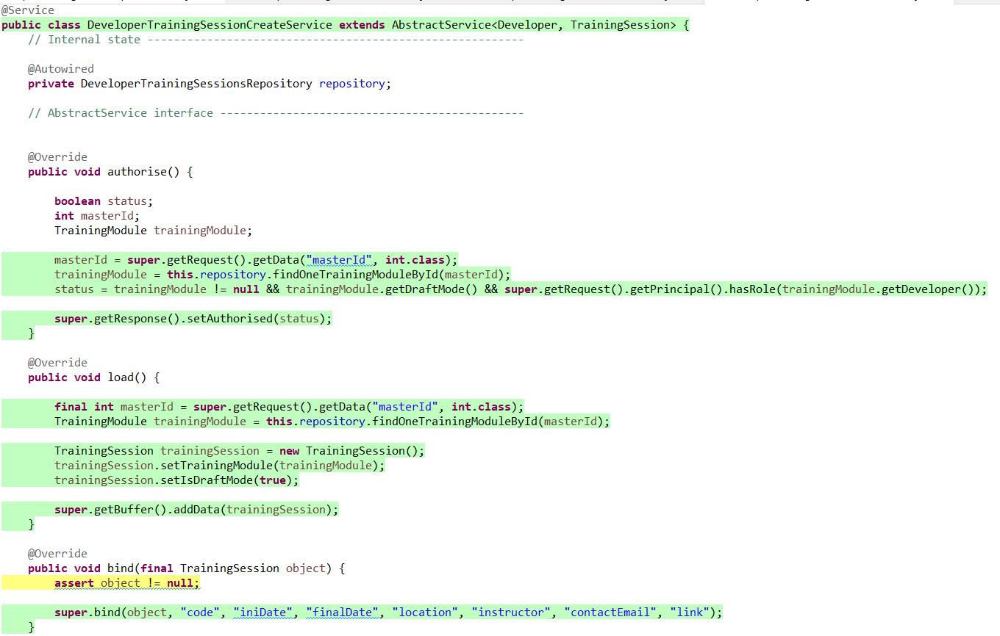 @Service
public class DeveloperTrainingSessionCreateService extends AbstractService<Developer, TrainingSession> {
    // Internal state ---------------------------------------------------------

    @Autowired
    private DeveloperTrainingSessionsRepository repository;

    // AbstractService interface ----------------------------------------------


    @Override
    public void authorise() {

        boolean status;
        int masterId;
        TrainingModule trainingModule;

        masterId = super.getRequest().getData("masterId", int.class);
        trainingModule = this.repository.findOneTrainingModuleById(masterId);
        status = trainingModule != null && trainingModule.getDraftMode() && super.getRequest().getPrincipal().hasRole(trainingModule.getDeveloper());

        super.getResponse().setAuthorised(status);
    }

    @Override
    public void load() {

        final int masterId = super.getRequest().getData("masterId", int.class);
        TrainingModule trainingModule = this.repository.findOneTrainingModuleById(masterId);

        TrainingSession trainingSession = new TrainingSession();
        trainingSession.setTrainingModule(trainingModule);
        trainingSession.setIsDraftMode(true);

        super.getBuffer().addData(trainingSession);
    }

    @Override
    public void bind(final TrainingSession object) {
        assert object != null;

        super.bind(object, "code", "iniDate", "finalDate", "location", "instructor", "contactEmail", "link");
    }